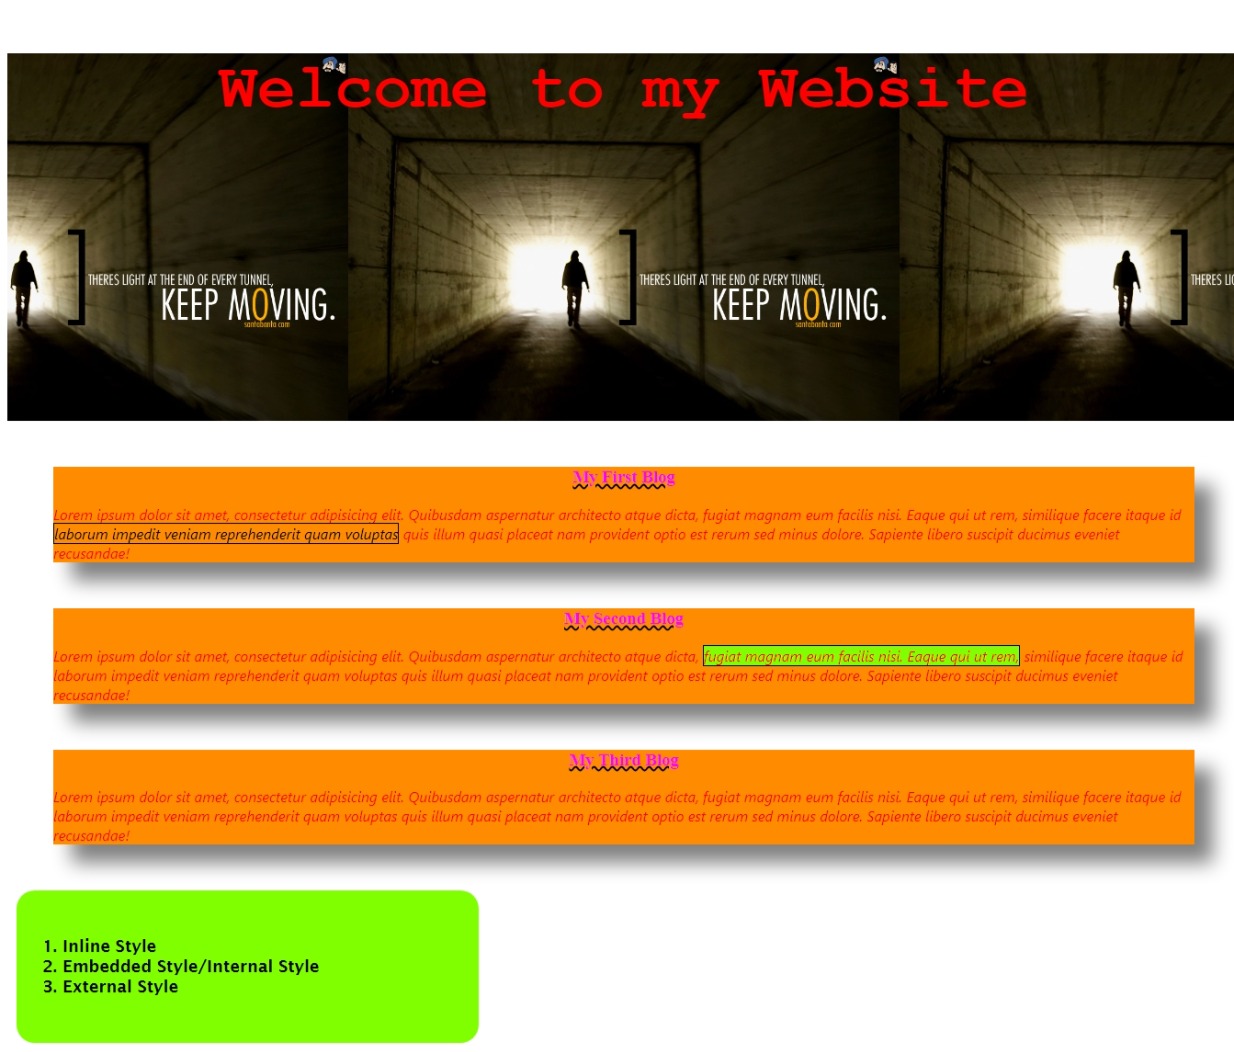 Welcome to my Website
THERES LIGHT AT THE END OF EVERY TUNNEL,
KEEP MOVING.
santabanta.com
THERES LIGHT AT THE END OF EVERY TUNNEL,
KEEP MOVING.
santabanta.com
THERES
My First Blog
Lorem ipsum dolor sit amet, consectetur adipisicing elit. Quibusdam aspernatur architecto atque dicta, fugiat magnam eum facilis nisi. Eaque qui ut rem, similique facere itaque id
laborum impedit veniam reprehenderit quam voluptas quis illum quasi placeat nam provident optio est rerum sed minus dolore. Sapiente libero suscipit ducimus eveniet
recusandae!
My Second Blog
Lorem ipsum dolor sit amet, consectetur adipisicing elit. Quibusdam aspernatur architecto atque dicta, fugiat magnam eum facilis nisi. Eaque qui ut rem, similique facere itaque id
laborum impedit veniam reprehenderit quam voluptas quis illum quasi placeat nam provident optio est rerum sed minus dolore. Sapiente libero suscipit ducimus eveniet
recusandae!
My Third Blog
Lorem ipsum dolor sit amet, consectetur adipisicing elit. Quibusdam aspernatur architecto atque dicta, fugiat magnam eum facilis nisi. Eaque qui ut rem, similique facere itaque id
laborum impedit veniam reprehenderit quam voluptas quis illum quasi placeat nam provident optio est rerum sed minus dolore. Sapiente libero suscipit ducimus eveniet
recusandae!
1. Inline Style
2. Embedded Style/Internal Style
3. External Style